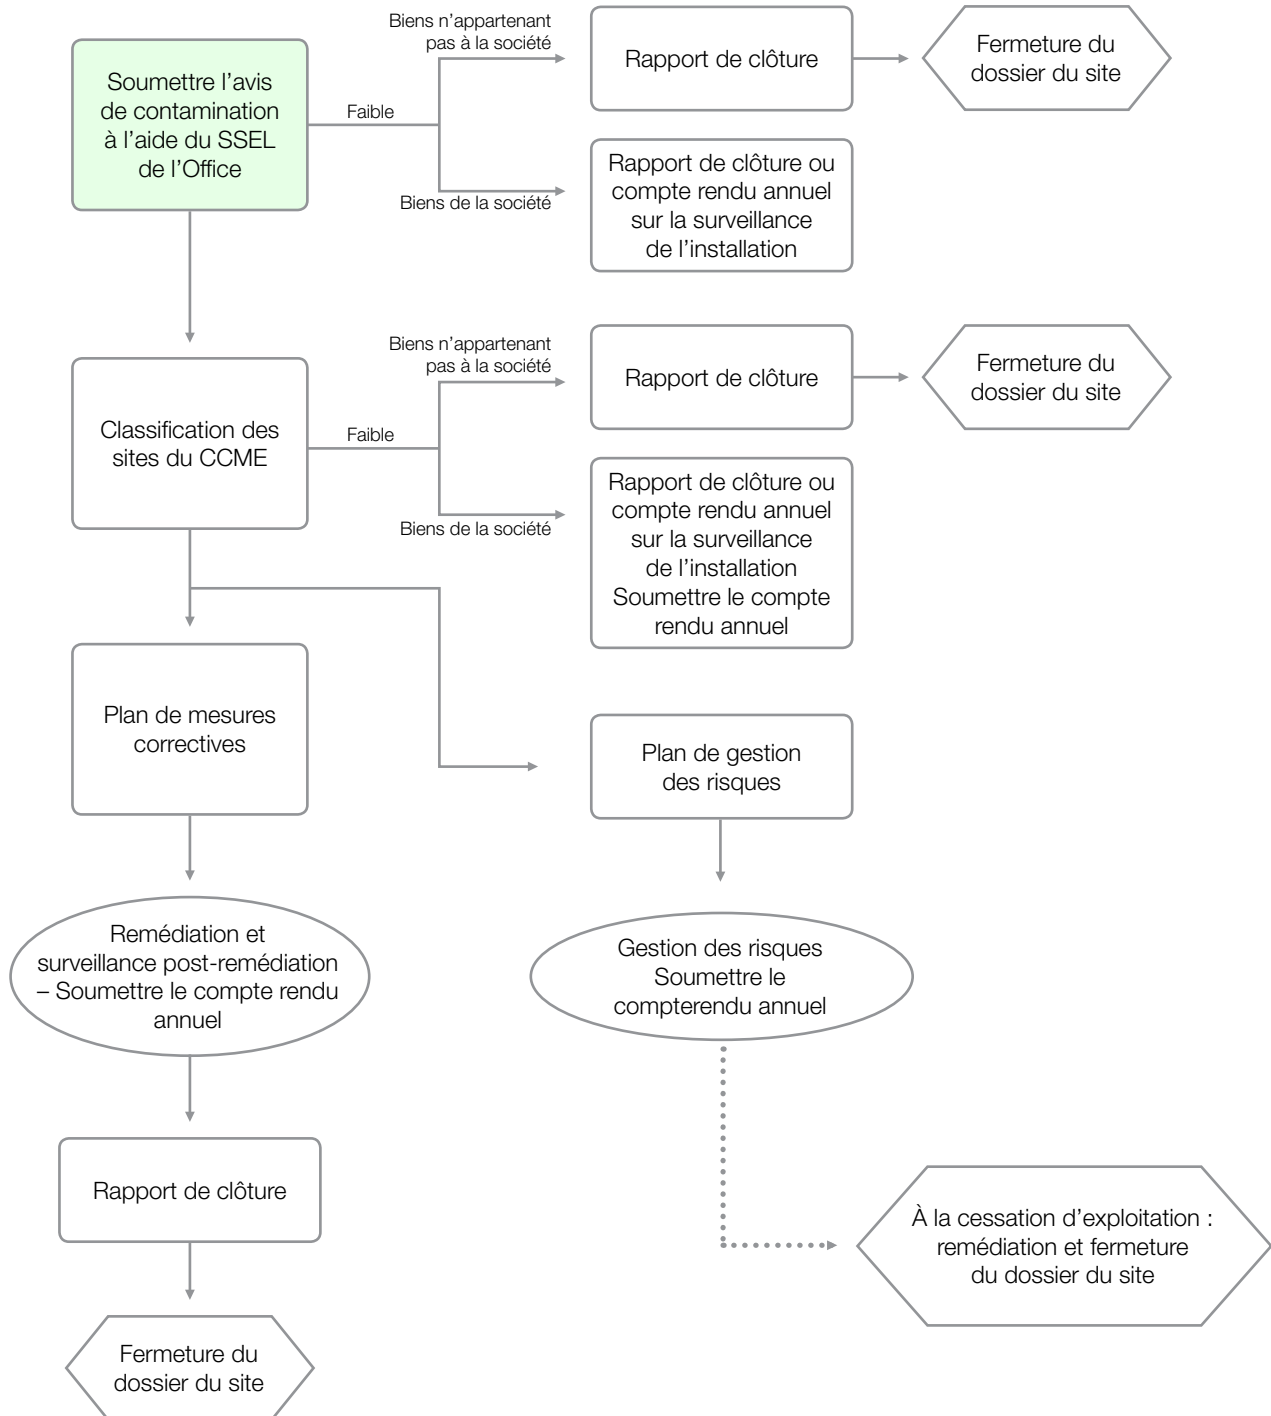 Soumettre l’avis
de contamination
à l’aide du SSEL
de l’Office
Faible
Biens n’appartenant
pas à la société
Rapport de clôture
Fermeture du
dossier du site
Biens de la société
Rapport de clôture ou
compte rendu annuel
sur la surveillance
de l’installation
Classification des
sites du CCME
Faible
Biens n’appartenant
pas à la société
Rapport de clôture
Fermeture du
dossier du site
Biens de la société
Rapport de clôture ou
compte rendu annuel
sur la surveillance
de l’installation
Soumettre le compte
rendu annuel
Plan de mesures
correctives
Plan de gestion
des risques
Remédiation et
surveillance post-remédiation
– Soumettre le compte rendu
annuel
Gestion des risques
Soumettre le
compterendu annuel
Rapport de clôture
À la cessation d’exploitation :
remédiation et fermeture
du dossier du site
Fermeture du
dossier du site